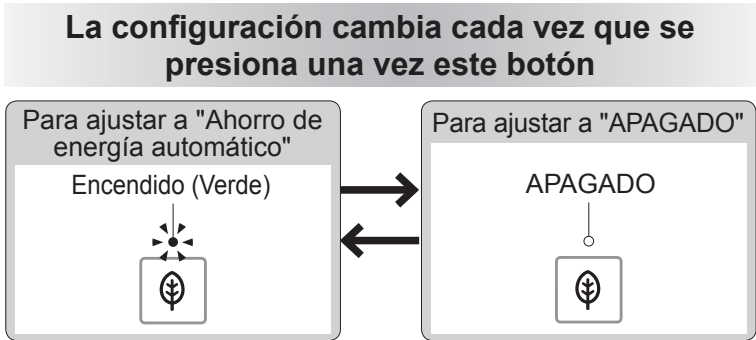 La configuración cambia cada vez que se
presiona una vez este botón
Para ajustar a "Ahorro de
energía automático"
Encendido (Verde)
Para ajustar a "APAGADO"
APAGADO